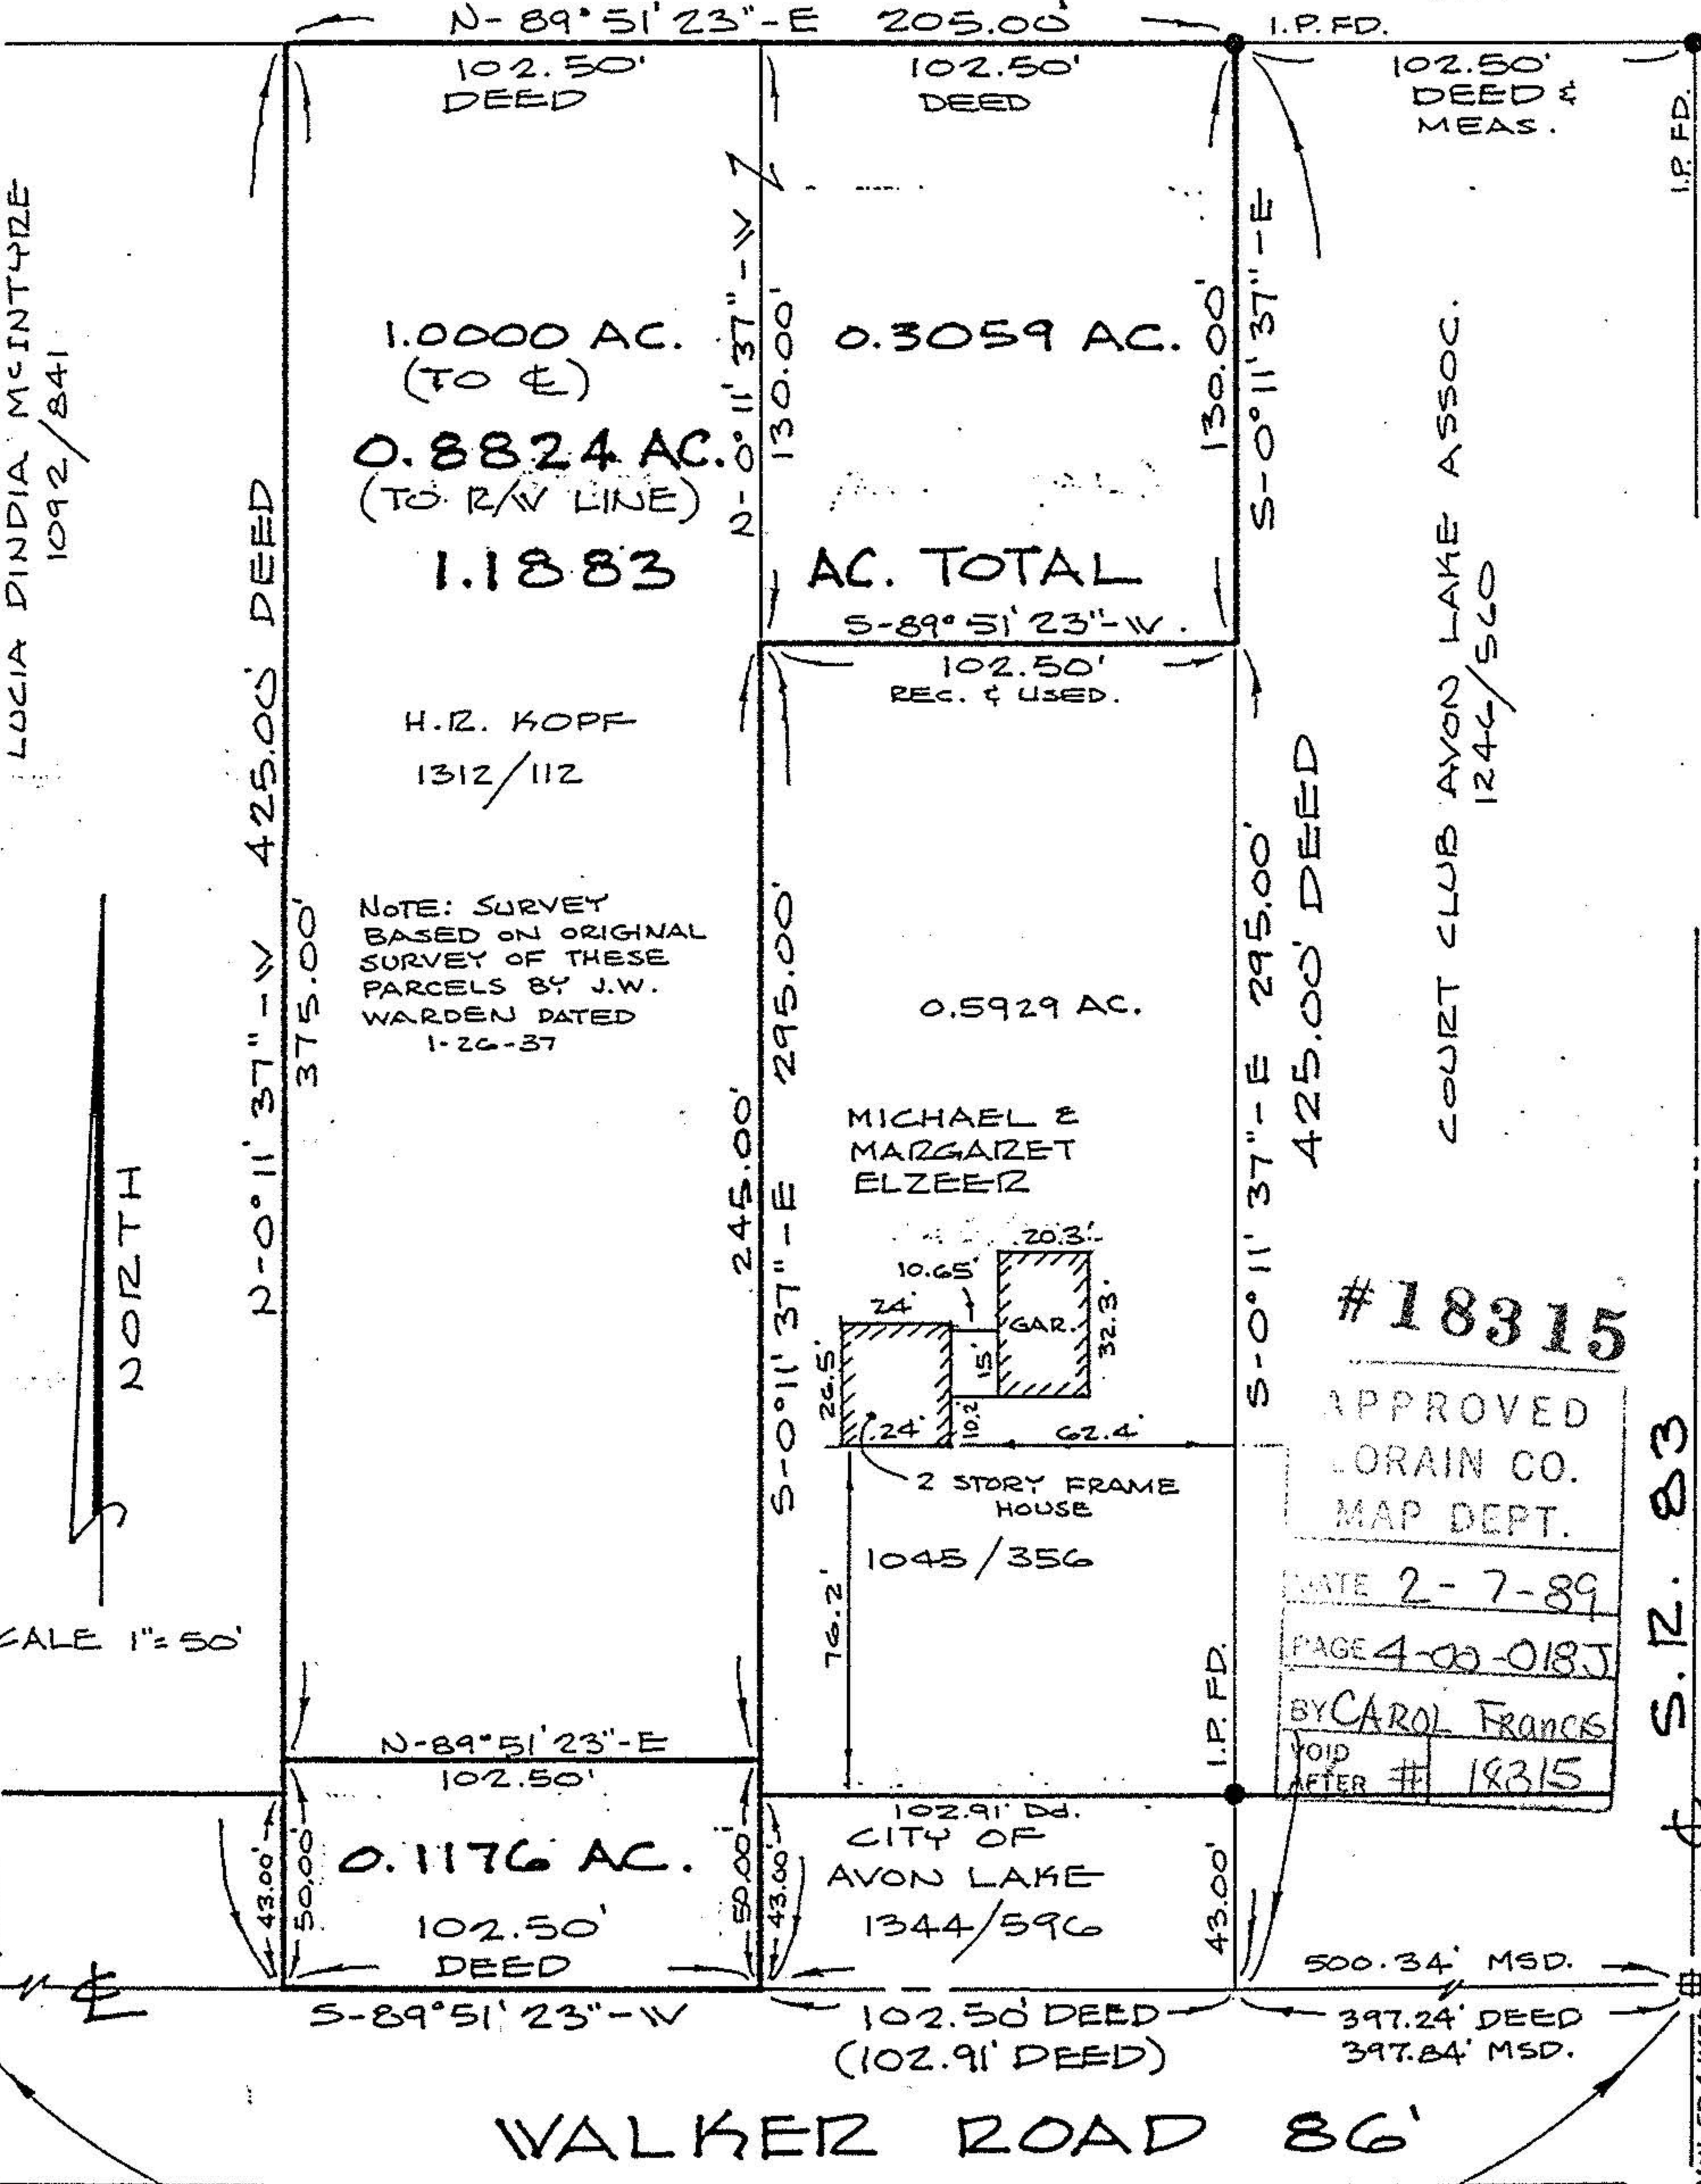 N-89°51'23"-E 205.00'
I.P. FD.
102.50'
DEED
102.50'
DEED
102.50'
DEED &
MEAS.
I.P. FD.
LUCIA DINDIA McINTYRE
1092/841
N-0°11'37"-W 425.00' DEED
375.00'
1.0000 AC.
(TO ℄)
0.8824 AC.
(TO R/W LINE)
1.1883 AC. TOTAL
N-0°11'37"-W
130.00'
0.3059 AC.
130.00'
S-0°11'37"-E
S-89°51'23"-W
102.50'
REC. & USED.
H.R. KOPF
1312/112
NOTE: SURVEY
BASED ON ORIGINAL
SURVEY OF THESE
PARCELS BY J.W.
WARDEN DATED
1-26-37
245.00'
S-0°11'37"-E 295.00'
0.5929 AC.
MICHAEL &
MARGARET
ELZEER
20.3'
10.65'
24'
GAR.
32.3'
15'
26.5'
24'
10.2'
62.4'
2 STORY FRAME
HOUSE
1045/356
76.2'
S-0°11'37"-E 295.00'
425.00' DEED
COURT CLUB AVON LAKE ASSOC.
1246/560
NORTH
SCALE 1"=50'
#18315
APPROVED
LORAIN CO.
MAP DEPT.
DATE 2-7-89
PAGE 4-00-018J
BY CAROL Francis
VOID
AFTER # 18315
S.R. 83
℄
I.P. FD.
N-89°51'23"-E
102.50'
43.00'
50.00'
0.1176 AC.
50.00'
43.00'
102.50'
DEED
102.91' Dd.
CITY OF
AVON LAKE
1344/596
43.00'
500.34' MSD.
℄
S-89°51'23"-W
102.50' DEED
(102.91' DEED)
397.24' DEED
397.84' MSD.
WALKER ROAD 86'